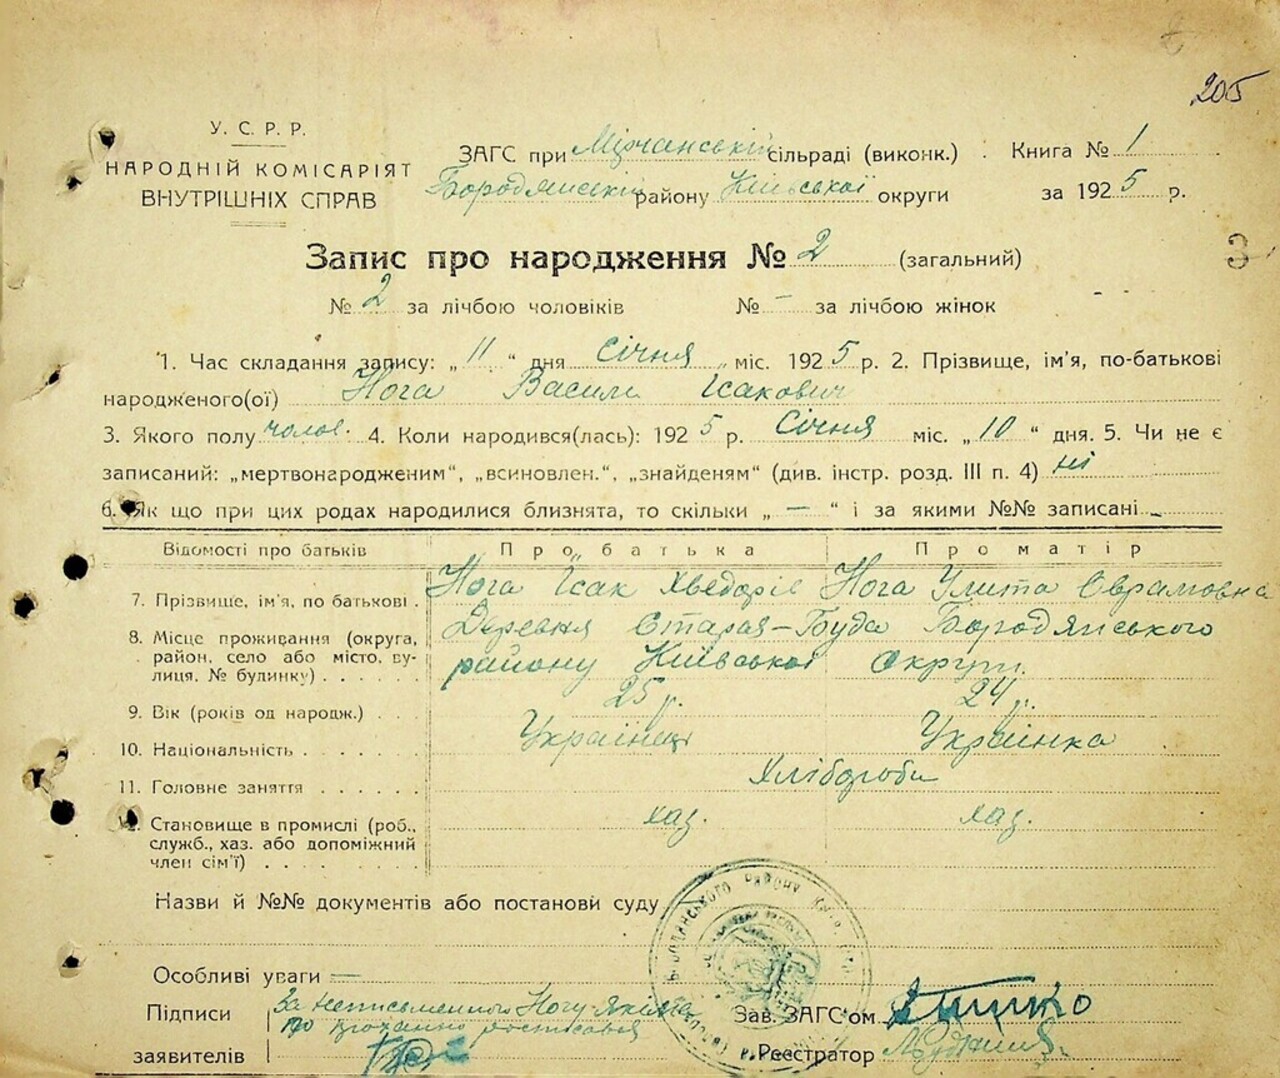 205
У. С. Р. Р.
НАРОДНІЙ КОМІСАРІЯТ
ВНУТРІШНІХ СПРАВ
ЗАГС при Мірчанській сільраді (виконк.) Книга № 1
району Київської округи за 1925 р.
Запис про народження № 2 (загальний)
№ 2 за лічбою чоловіків № — за лічбою жінок
1. Час складання запису: „11“ дня Січня міс. 1925 р. 2. Прізвище, ім'я, по-батькові
народженого(ої) Нога Василь Ісакович
3. Якого полу чолов. 4. Коли народився(лась): 1925 р. Січня міс. „10“ дня. 5. Чи не є
записаний: „мертвонародженим“, „всиновлен.“, „знайденям“ (див. інстр. розд. III п. 4) ні
6. Як що при цих родах народилися близнята, то скільки „—“ і за якими №№ записані —
Відомості про батьків Про батька Про матір
7. Прізвище, ім'я, по батькові . Нога Ісак Нога Улита Оврамовна
8. Місце проживання (округа, район, село або місто, вулиця, № будинку) . . . . . . Деревня Старая-Буда Бородянського
району Київської округи.
9. Вік (років од народж.) . . . 25 р. 24 р.
10. Національність . . . . . Українець Українка
11. Головне заняття . . . . . . Хлібороби
12. Становище в промислі (роб., служб., хаз. або допоміжний член сім'ї) . . . . . . хаз. хаз.
Назви й №№ документів або постанови суду
Особливі уваги —
Підписи За неписьменного Ногу
заявителів
Зав. ЗАГС'ом
Реєстратор